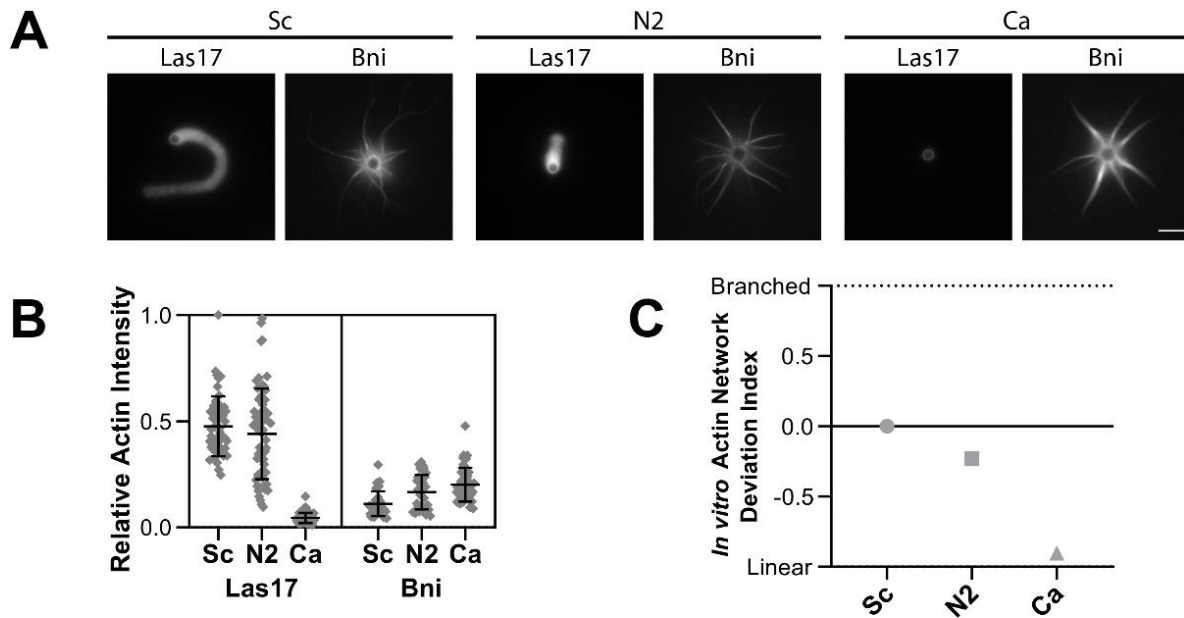 A
Sc
N2
Ca
Las17
Bni
Las17
Bni
Las17
Bni
B
Relative Actin Intensity
1.0
0.5
0.0
Sc N2 Ca
Sc N2 Ca
Las17
Bni
C
In vitro Actin Network
Deviation Index
Branched
0.5
0.0
-0.5
Linear
Sc
N2
Ca